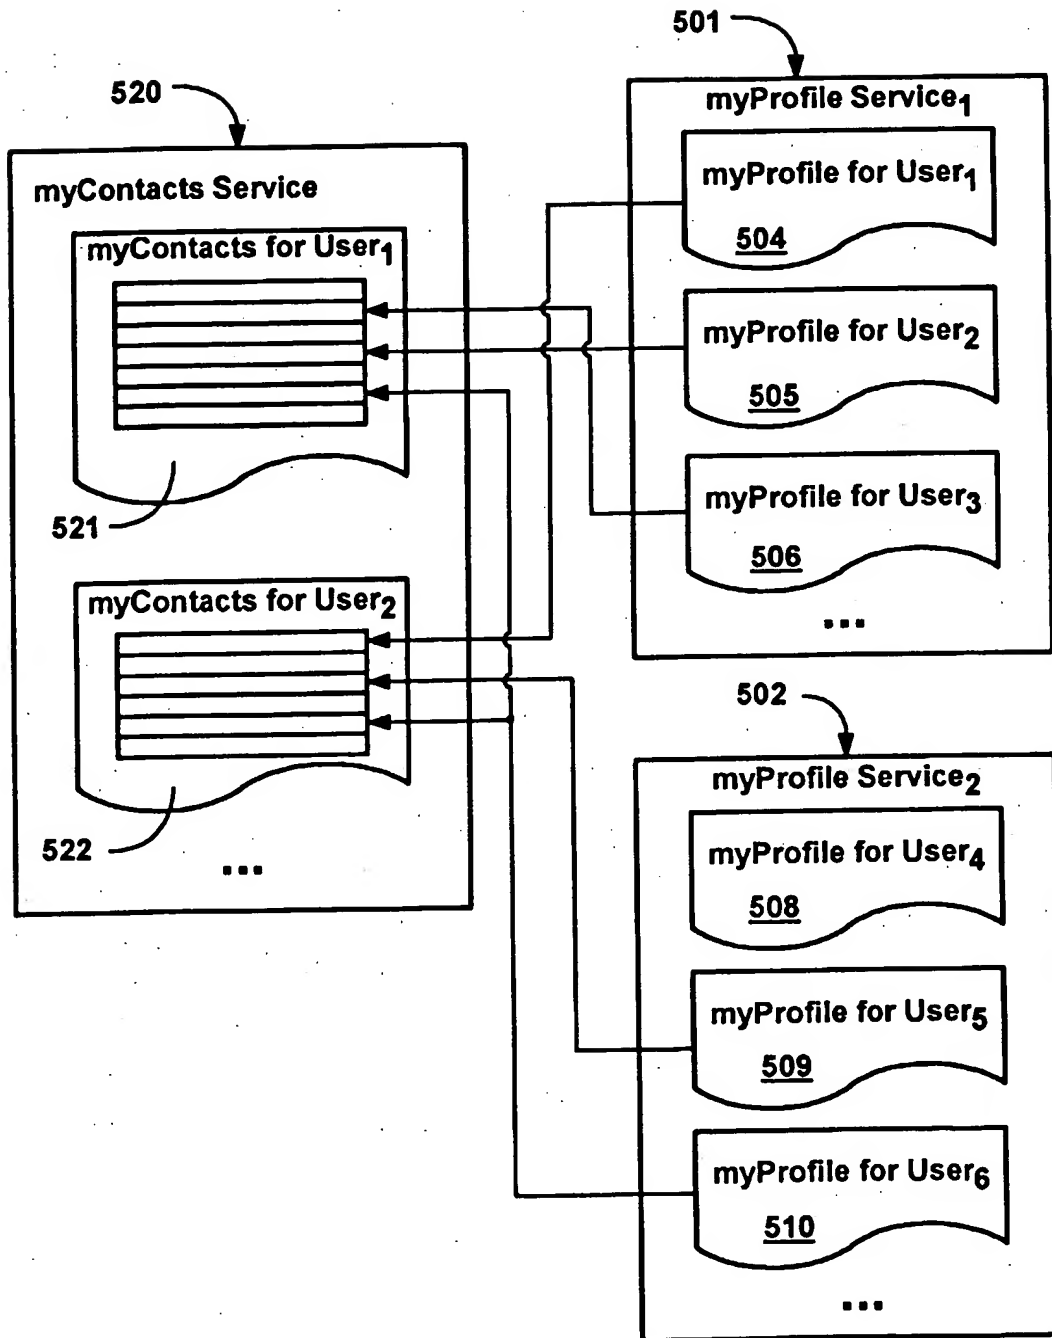 501
520
myProfile Service₁
myContacts Service
myProfile for User₁
504
myContacts for User₁
myProfile for User₂
505
myProfile for User₃
506
521
...
myContacts for User₂
502
myProfile Service₂
522
...
myProfile for User₄
508
myProfile for User₅
509
myProfile for User₆
510
...